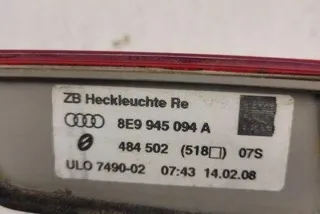 ZB Heckleuchte Re
8E9 945 094 A
484 502 (518□) 07S
ULO 7490-02 07:43 14.02.08